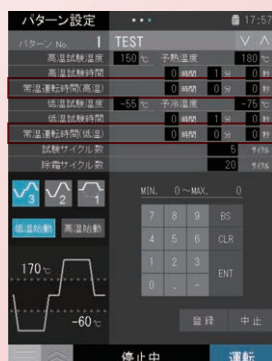 パターン設定 ••• 17:57
パターン No. 1 TEST
高温試験温度 150 ℃ 予熱温度 180 ℃
高温試験時間 0 時間 1 分 0 秒
常温運転時間(高温) 0 時間 0 分 0 秒
低温試験温度 -55 ℃ 予冷温度 -75 ℃
低温試験時間 0 時間 1 分 0 秒
常温運転時間(低温) 0 時間 0 分 0 秒
試験サイクル数 5 サイクル
除霜サイクル数 20 サイクル
3 2 1
低温始動 高温始動
170 ℃
-60 ℃
MIN. 0 ~MAX. 0
7 8 9 BS
4 5 6 CLR
1 2 3 ENT
0 . -
登録 中止
停止中 運転